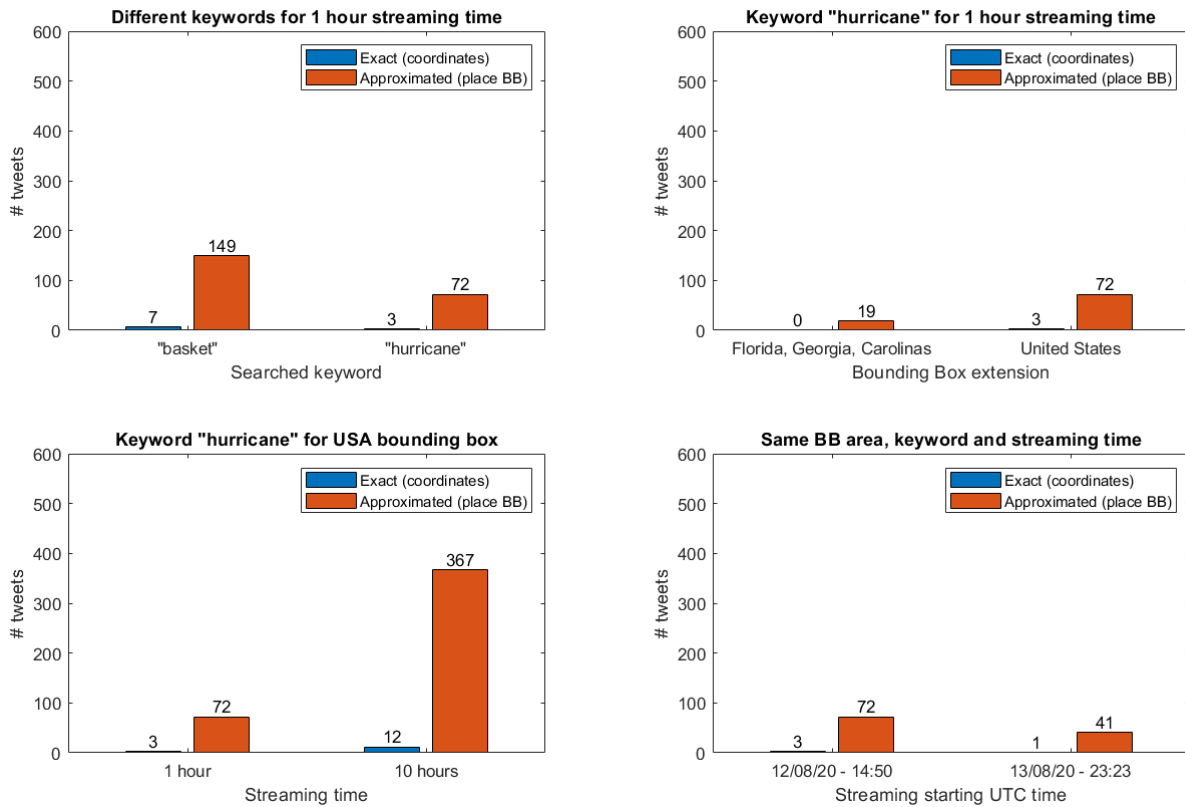 Different keywords for 1 hour streaming time
600
500
400
300
200
100
0
# tweets
Exact (coordinates)
Approximated (place BB)
7
149
3
72
"basket"
"hurricane"
Searched keyword
Keyword "hurricane" for 1 hour streaming time
600
500
400
300
200
100
0
# tweets
Exact (coordinates)
Approximated (place BB)
0
19
3
72
Florida, Georgia, Carolinas
United States
Bounding Box extension
Keyword "hurricane" for USA bounding box
600
500
400
300
200
100
0
# tweets
Exact (coordinates)
Approximated (place BB)
3
72
12
367
1 hour
10 hours
Streaming time
Same BB area, keyword and streaming time
600
500
400
300
200
100
0
# tweets
Exact (coordinates)
Approximated (place BB)
3
72
1
41
12/08/20 - 14:50
13/08/20 - 23:23
Streaming starting UTC time